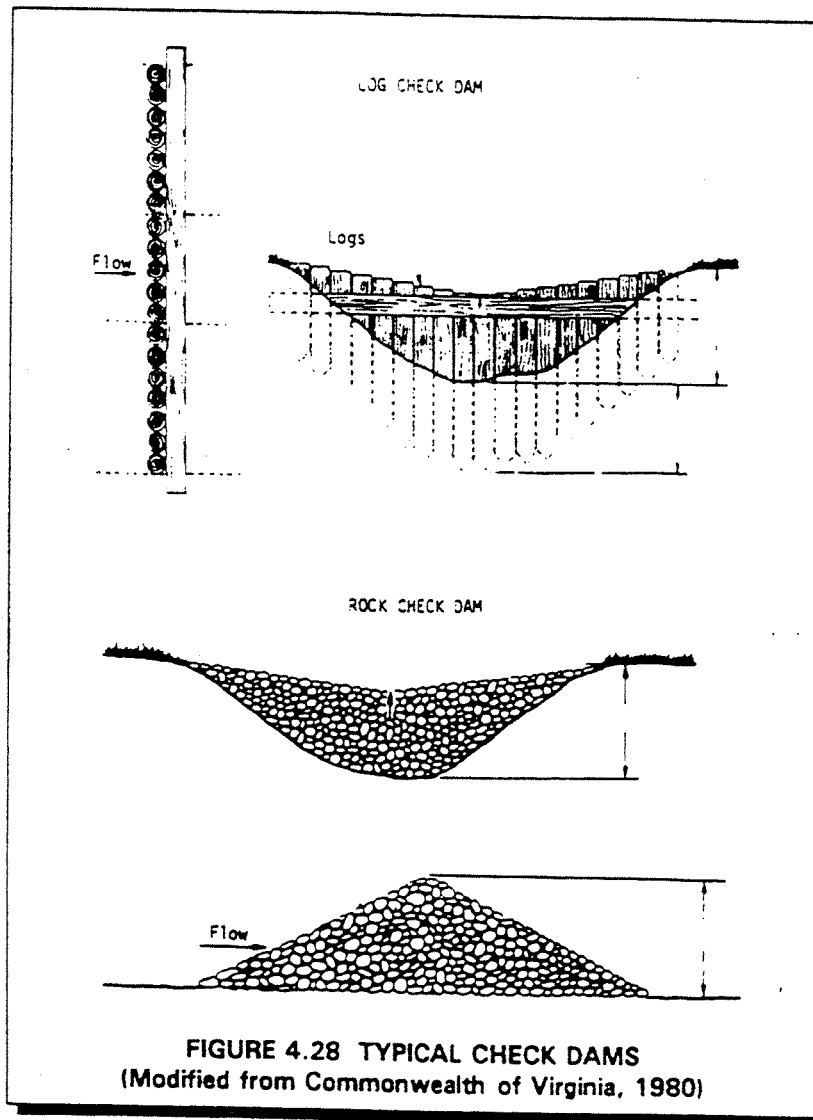 LOG CHECK DAM
Logs
Flow
ROCK CHECK DAM
Flow
FIGURE 4.28 TYPICAL CHECK DAMS
(Modified from Commonwealth of Virginia, 1980)